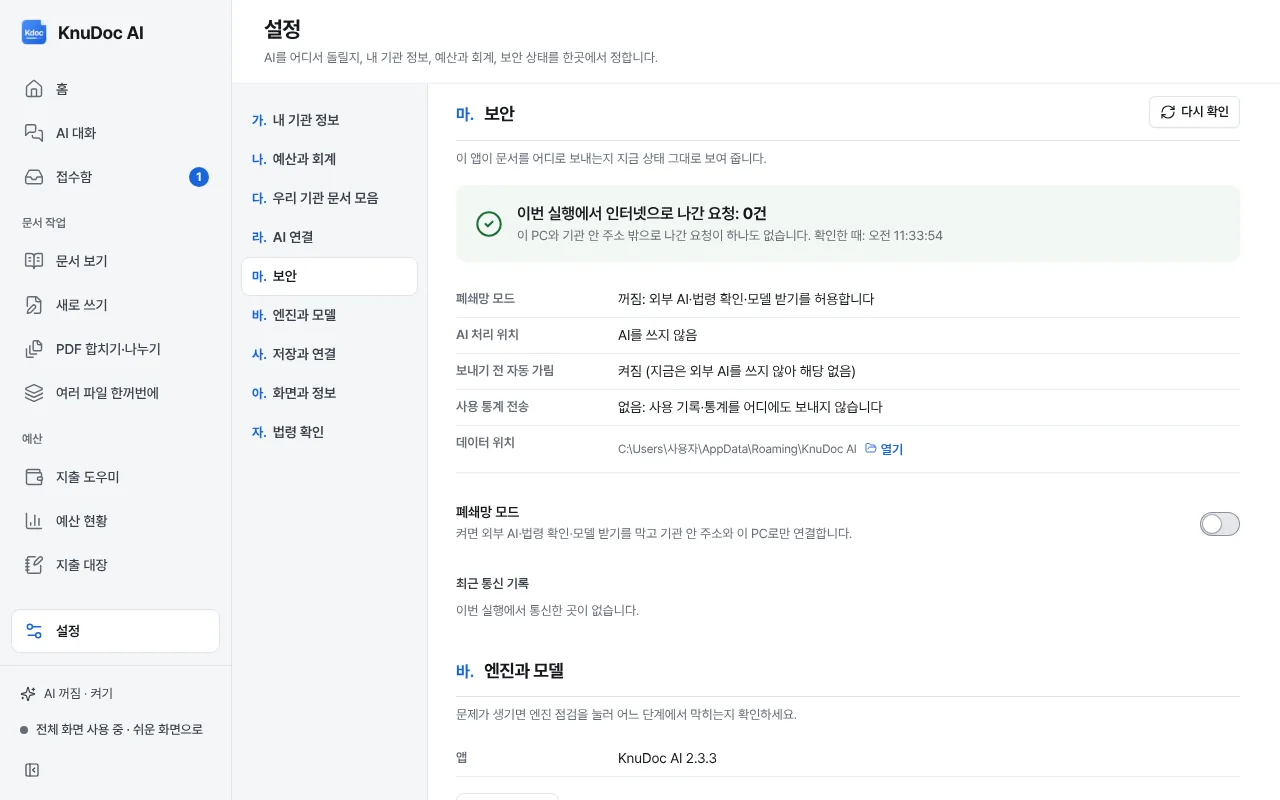 Kdoc
KnuDoc AI
홈
AI 대화
접수함
1
문서 작업
문서 보기
새로 쓰기
PDF 합치기·나누기
여러 파일 한꺼번에
예산
지출 도우미
예산 현황
지출 대장
설정
AI 꺼짐 · 켜기
전체 화면 사용 중 · 쉬운 화면으로
설정
AI를 어디서 돌릴지, 내 기관 정보, 예산과 회계, 보안 상태를 한곳에서 정합니다.
가. 내 기관 정보
나. 예산과 회계
다. 우리 기관 문서 모음
라. AI 연결
마. 보안
바. 엔진과 모델
사. 저장과 연결
아. 화면과 정보
자. 법령 확인
마. 보안
다시 확인
이 앱이 문서를 어디로 보내는지 지금 상태 그대로 보여 줍니다.
이번 실행에서 인터넷으로 나간 요청: 0건
이 PC와 기관 안 주소 밖으로 나간 요청이 하나도 없습니다. 확인한 때: 오전 11:33:54
폐쇄망 모드 꺼짐: 외부 AI·법령 확인·모델 받기를 허용합니다
AI 처리 위치 AI를 쓰지 않음
보내기 전 자동 가림 켜짐 (지금은 외부 AI를 쓰지 않아 해당 없음)
사용 통계 전송 없음: 사용 기록·통계를 어디에도 보내지 않습니다
데이터 위치 C:\Users\사용자\AppData\Roaming\KnuDoc AI 열기
폐쇄망 모드
켜면 외부 AI·법령 확인·모델 받기를 막고 기관 안 주소와 이 PC로만 연결합니다.
최근 통신 기록
이번 실행에서 통신한 곳이 없습니다.
바. 엔진과 모델
문제가 생기면 엔진 점검을 눌러 어느 단계에서 막히는지 확인하세요.
앱 KnuDoc AI 2.3.3